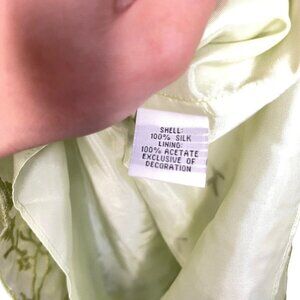 SHELL:
100% SILK
LINING:
100% ACETATE
EXCLUSIVE OF
DECORATION